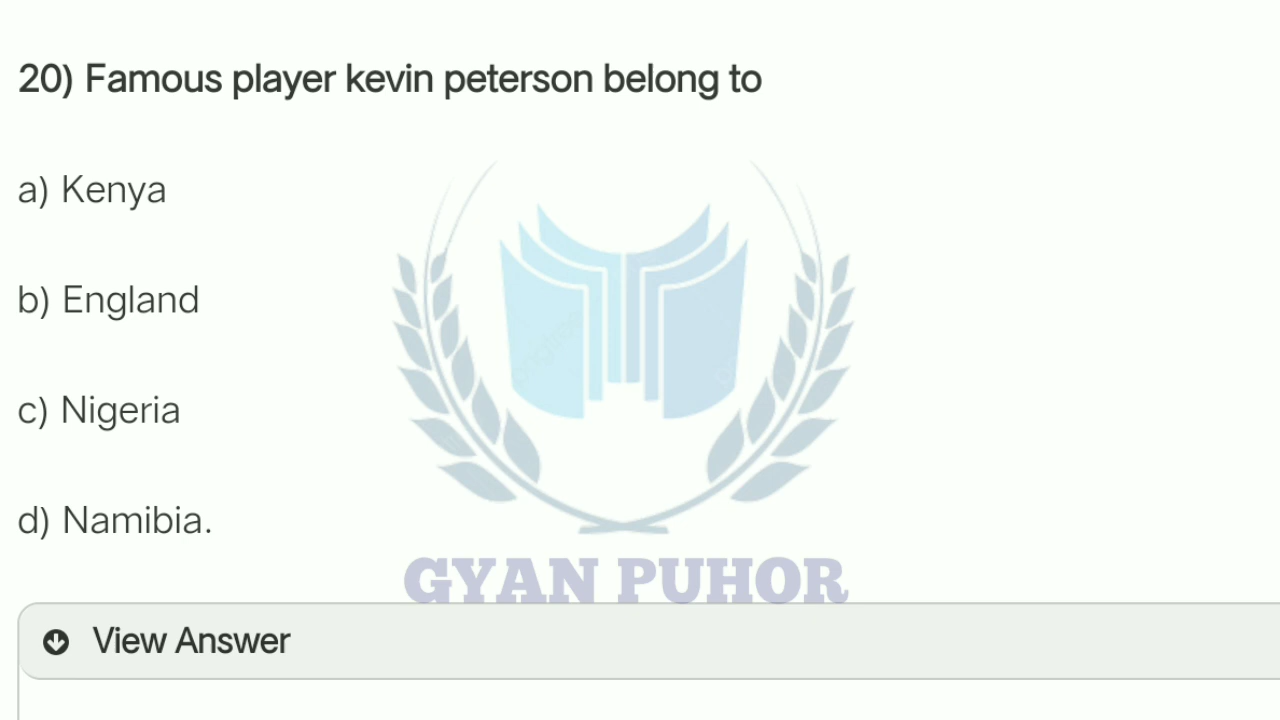 20) Famous player kevin peterson belong to
a) Kenya
b) England
c) Nigeria
d) Namibia.
GYAN PUHOR
View Answer